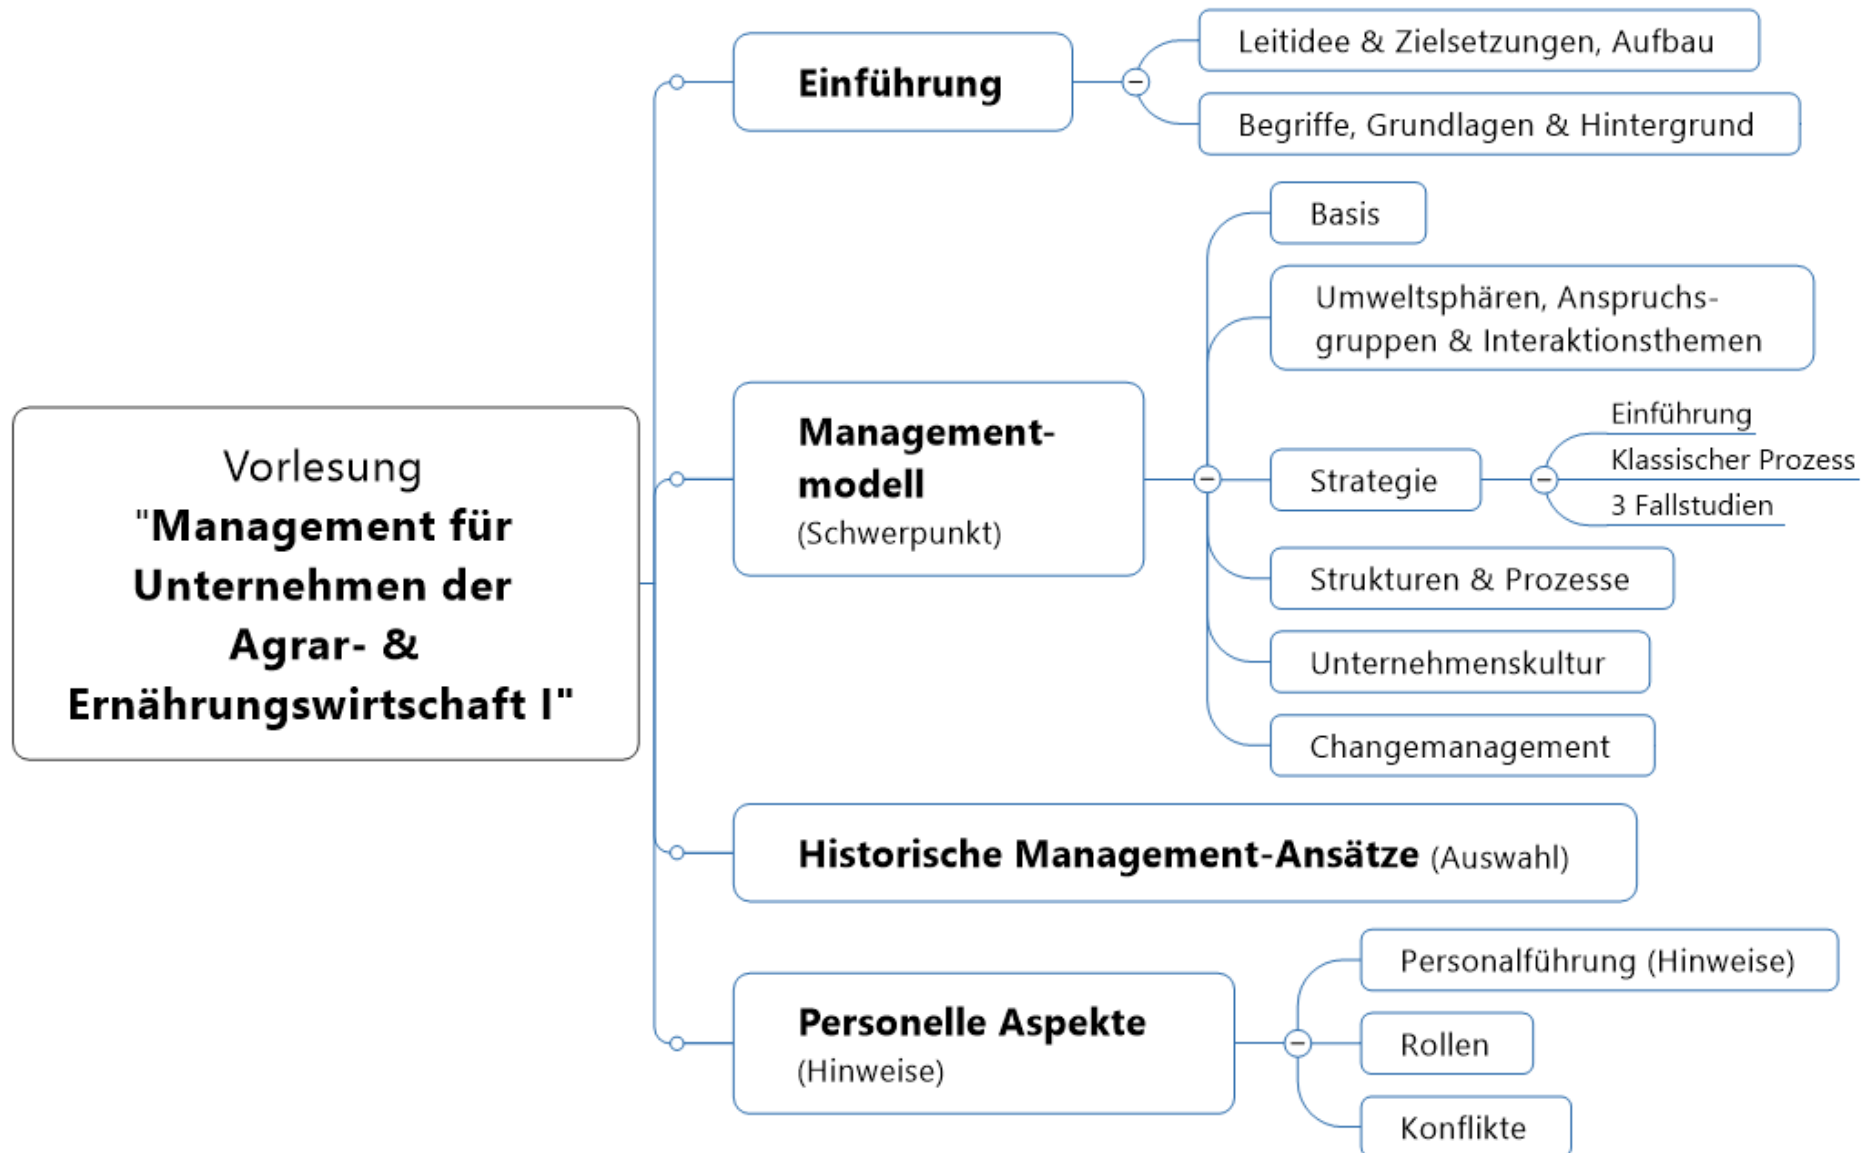 Vorlesung
"Management für
Unternehmen der
Agrar- &
Ernährungswirtschaft I"
Einführung
Leitidee & Zielsetzungen, Aufbau
Begriffe, Grundlagen & Hintergrund
Management-
modell
(Schwerpunkt)
Basis
Umweltsphären, Anspruchs-
gruppen & Interaktionsthemen
Strategie
Einführung
Klassischer Prozess
3 Fallstudien
Strukturen & Prozesse
Unternehmenskultur
Changemanagement
Historische Management-Ansätze (Auswahl)
Personelle Aspekte
(Hinweise)
Personalführung (Hinweise)
Rollen
Konflikte